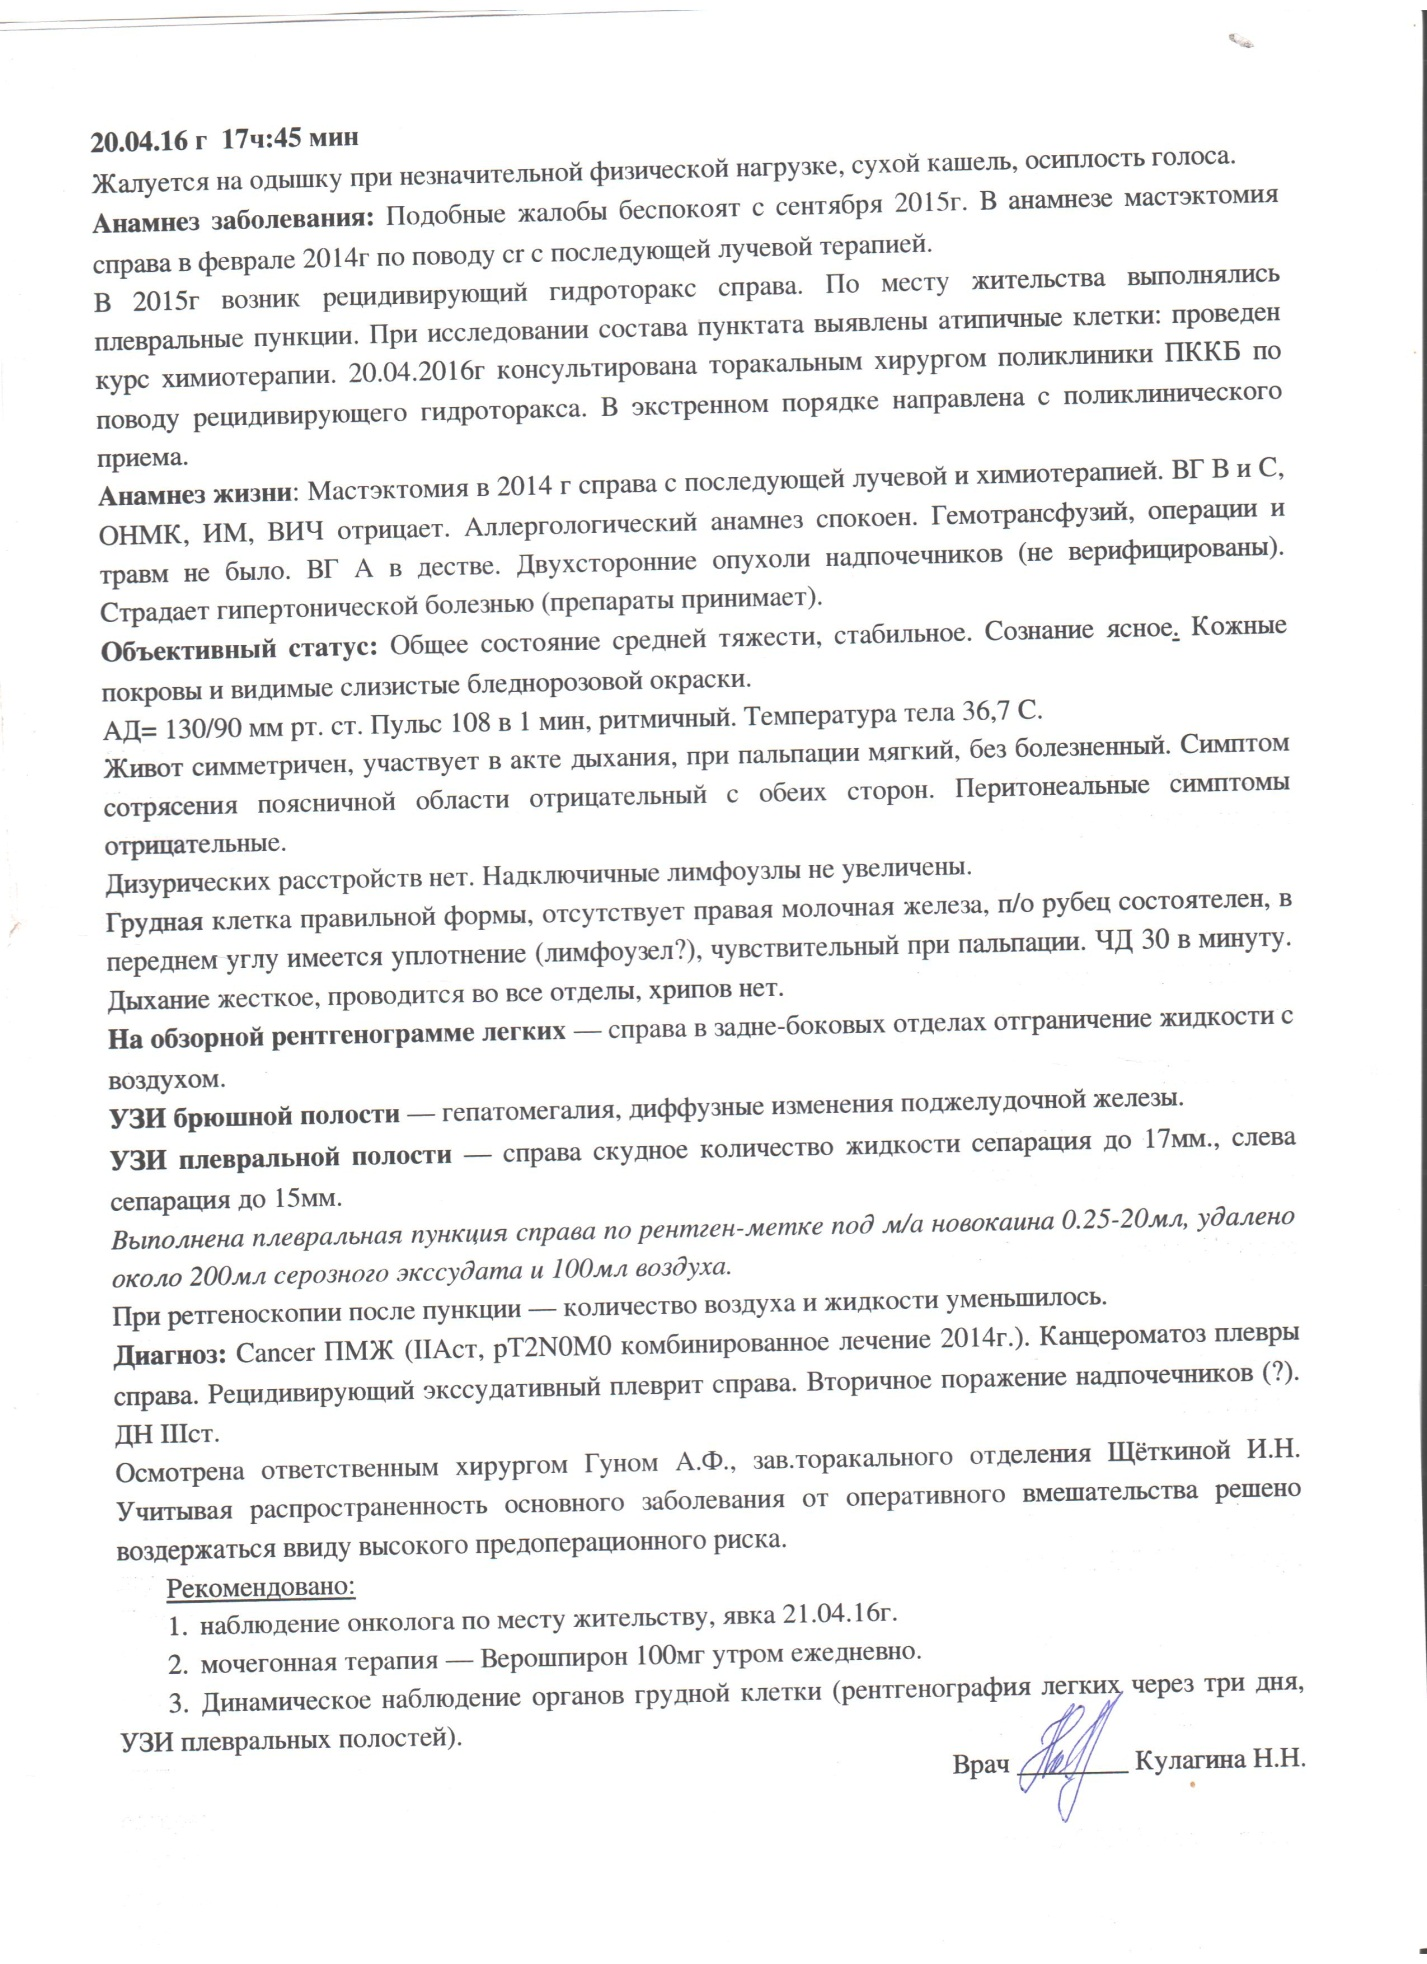 20.04.16 г  17ч:45 мин
Жалуется на одышку при незначительной физической нагрузке, сухой кашель, осиплость голоса.
Анамнез заболевания: Подобные жалобы беспокоят с сентября 2015г. В анамнезе мастэктомия
справа в феврале 2014г по поводу cr с последующей лучевой терапией.
В 2015г возник рецидивирующий гидроторакс справа. По месту жительства выполнялись
плевральные пункции. При исследовании состава пунктата выявлены атипичные клетки: проведен
курс химиотерапии. 20.04.2016г консультирована торакальным хирургом поликлиники ПККБ по
поводу рецидивирующего гидроторакса. В экстренном порядке направлена с поликлинического
приема.
Анамнез жизни: Мастэктомия в 2014 г справа с последующей лучевой и химиотерапией. ВГ В и С,
ОНМК, ИМ, ВИЧ отрицает. Аллергологический анамнез спокоен. Гемотрансфузий, операции и
травм не было. ВГ А в дестве. Двухсторонние опухоли надпочечников (не верифицированы).
Страдает гипертонической болезнью (препараты принимает).
Объективный статус: Общее состояние средней тяжести, стабильное. Сознание ясное. Кожные
покровы и видимые слизистые бледнорозовой окраски.
АД= 130/90 мм рт. ст. Пульс 108 в 1 мин, ритмичный. Температура тела 36,7 С.
Живот симметричен, участвует в акте дыхания, при пальпации мягкий, без болезненный. Симптом
сотрясения поясничной области отрицательный с обеих сторон. Перитонеальные симптомы
отрицательные.
Дизурических расстройств нет. Надключичные лимфоузлы не увеличены.
Грудная клетка правильной формы, отсутствует правая молочная железа, п/о рубец состоятелен, в
переднем углу имеется уплотнение (лимфоузел?), чувствительный при пальпации. ЧД 30 в минуту.
Дыхание жесткое, проводится во все отделы, хрипов нет.
На обзорной рентгенограмме легких — справа в задне-боковых отделах отграничение жидкости с
воздухом.
УЗИ брюшной полости — гепатомегалия, диффузные изменения поджелудочной железы.
УЗИ плевральной полости — справа скудное количество жидкости сепарация до 17мм., слева
сепарация до 15мм.
Выполнена плевральная пункция справа по рентген-метке под м/а новокаина 0.25-20мл, удалено
около 200мл серозного экссудата и 100мл воздуха.
При ретгеноскопии после пункции — количество воздуха и жидкости уменьшилось.
Диагноз: Cancer ПМЖ (IIAст, pT2N0M0 комбинированное лечение 2014г.). Канцероматоз плевры
справа. Рецидивирующий экссудативный плеврит справа. Вторичное поражение надпочечников (?).
ДН IIIст.
Осмотрена ответственным хирургом Гуном А.Ф., зав.торакального отделения Щёткиной И.Н.
Учитывая распространенность основного заболевания от оперативного вмешательства решено
воздержаться ввиду высокого предоперационного риска.
Рекомендовано:
1. наблюдение онколога по месту жительству, явка 21.04.16г.
2. мочегонная терапия — Верошпирон 100мг утром ежедневно.
3. Динамическое наблюдение органов грудной клетки (рентгенография легких через три дня,
УЗИ плевральных полостей).
Врач ________ Кулагина Н.Н.